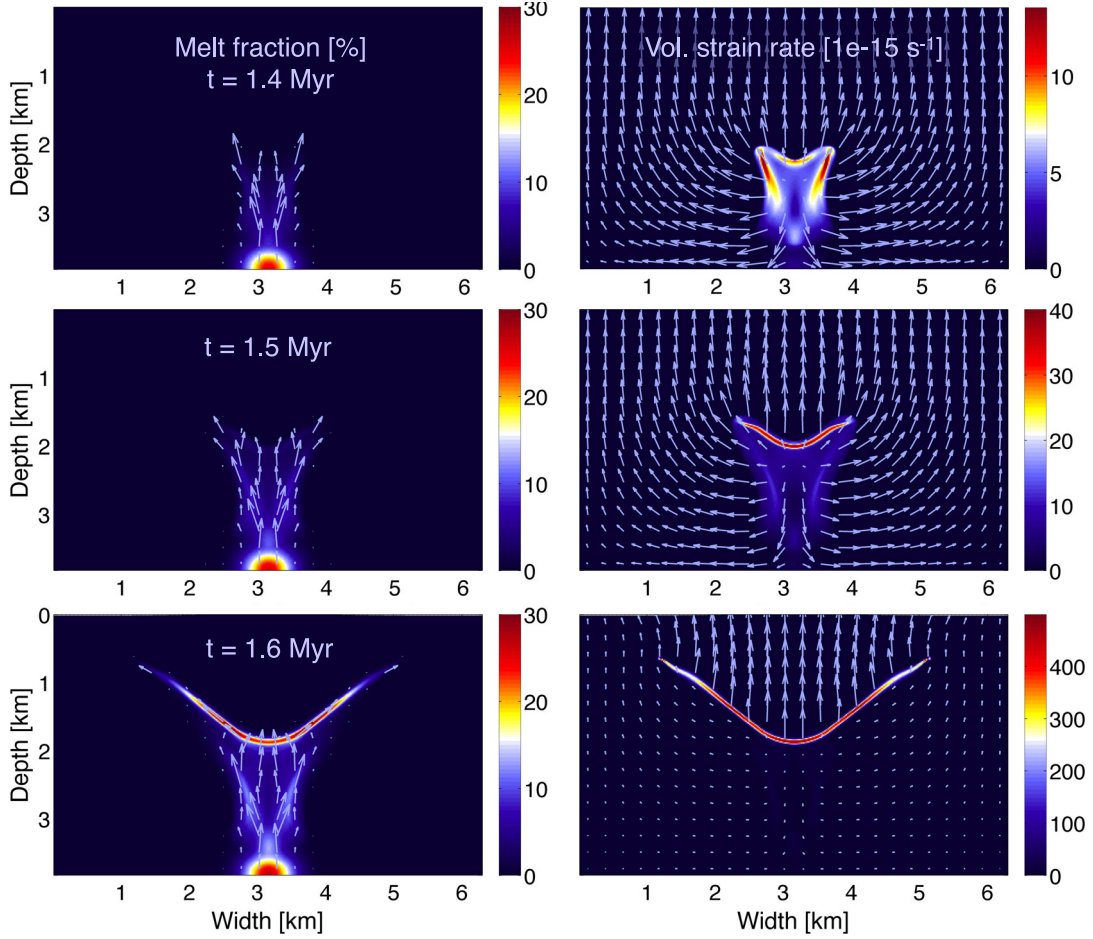 Melt fraction [%]
t = 1.4 Myr
Depth [km]
1
2
3
1 2 3 4 5 6
30
20
10
0
Vol. strain rate [1e-15 s⁻¹]
1 2 3 4 5 6
10
5
0
t = 1.5 Myr
Depth [km]
1
2
3
1 2 3 4 5 6
30
20
10
0
1 2 3 4 5 6
40
30
20
10
0
t = 1.6 Myr
Depth [km]
0
1
2
3
1 2 3 4 5 6
Width [km]
30
20
10
0
1 2 3 4 5 6
Width [km]
400
300
200
100
0